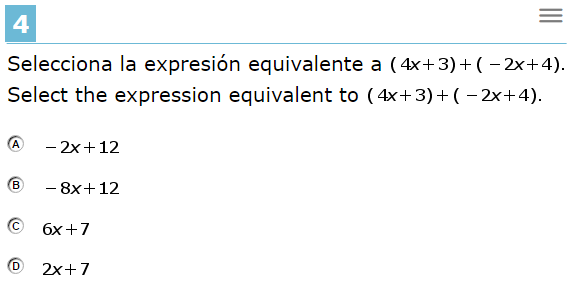 4
Selecciona la expresión equivalente a (4x+3)+(−2x+4).
Select the expression equivalent to (4x+3)+(−2x+4).
A −2x+12
B −8x+12
C 6x+7
D 2x+7